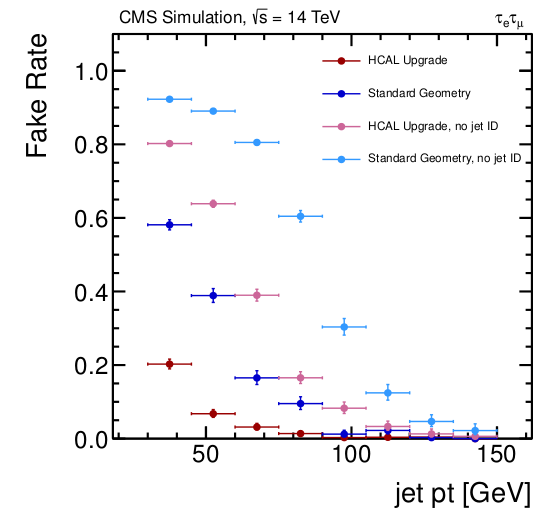 CMS Simulation, √s = 14 TeV
τeτμ
Fake Rate
1.0
0.8
0.6
0.4
0.2
0.0
HCAL Upgrade
Standard Geometry
HCAL Upgrade, no jet ID
Standard Geometry, no jet ID
50
100
150
jet pt [GeV]